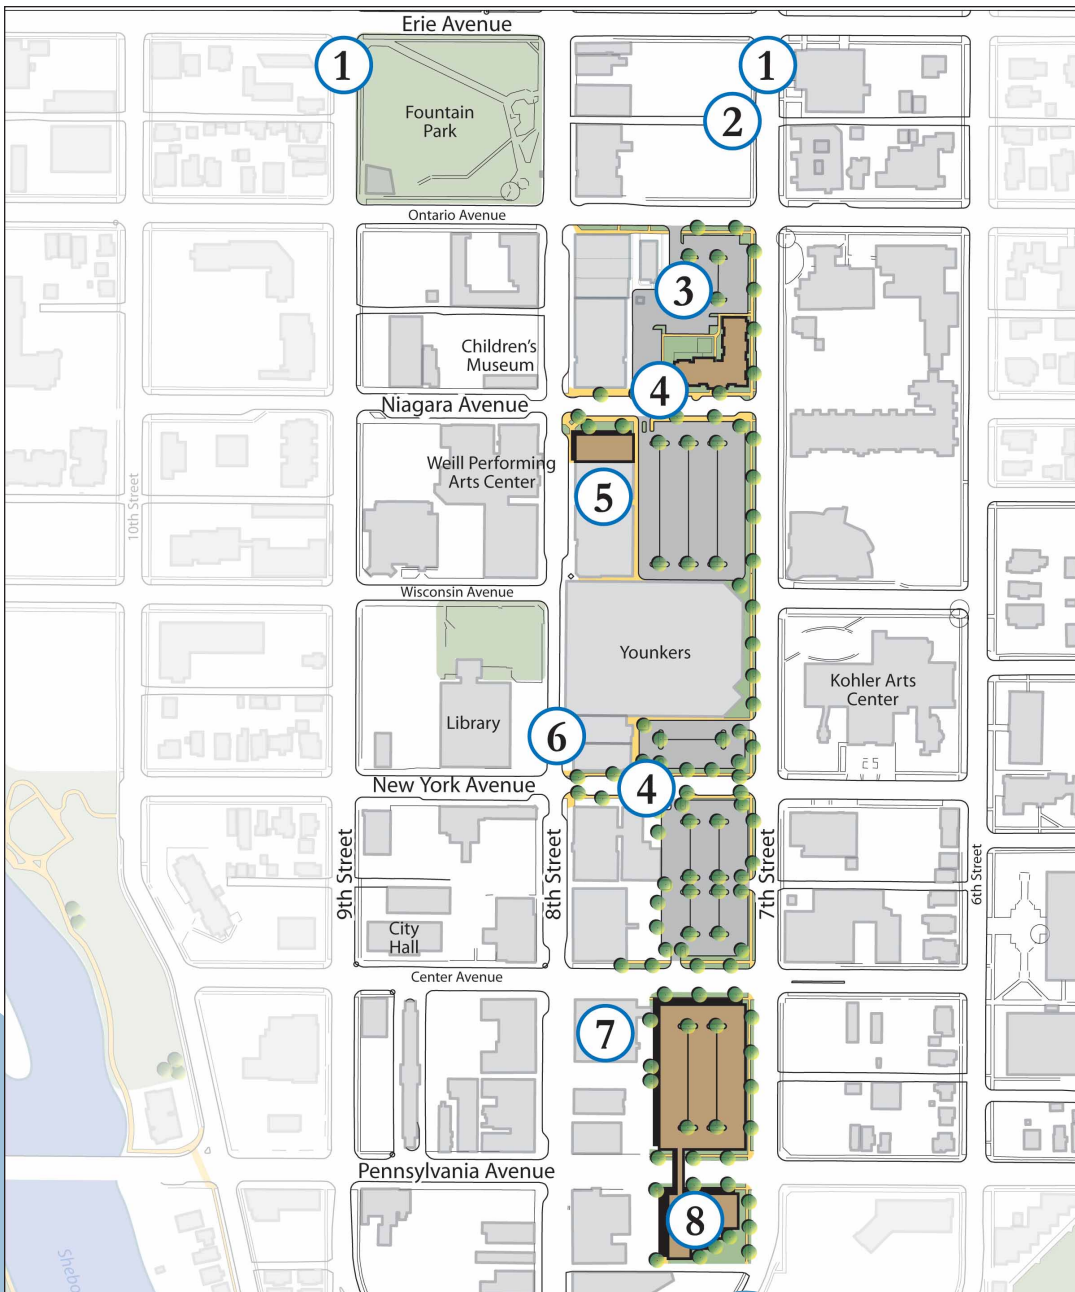 Erie Avenue
1
1
Fountain
Park
2
Ontario Avenue
3
Children's
Museum
4
Niagara Avenue
Weill Performing
Arts Center
5
10th Street
Wisconsin Avenue
Younkers
Kohler Arts
Center
Library
6
New York Avenue
4
9th Street
8th Street
7th Street
6th Street
City
Hall
Center Avenue
7
Pennsylvania Avenue
8